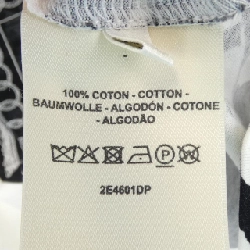 100% COTON - COTTON -
BAUMWOLLE - ALGODÓN - COTONE
- ALGODÃO
2E4601DP